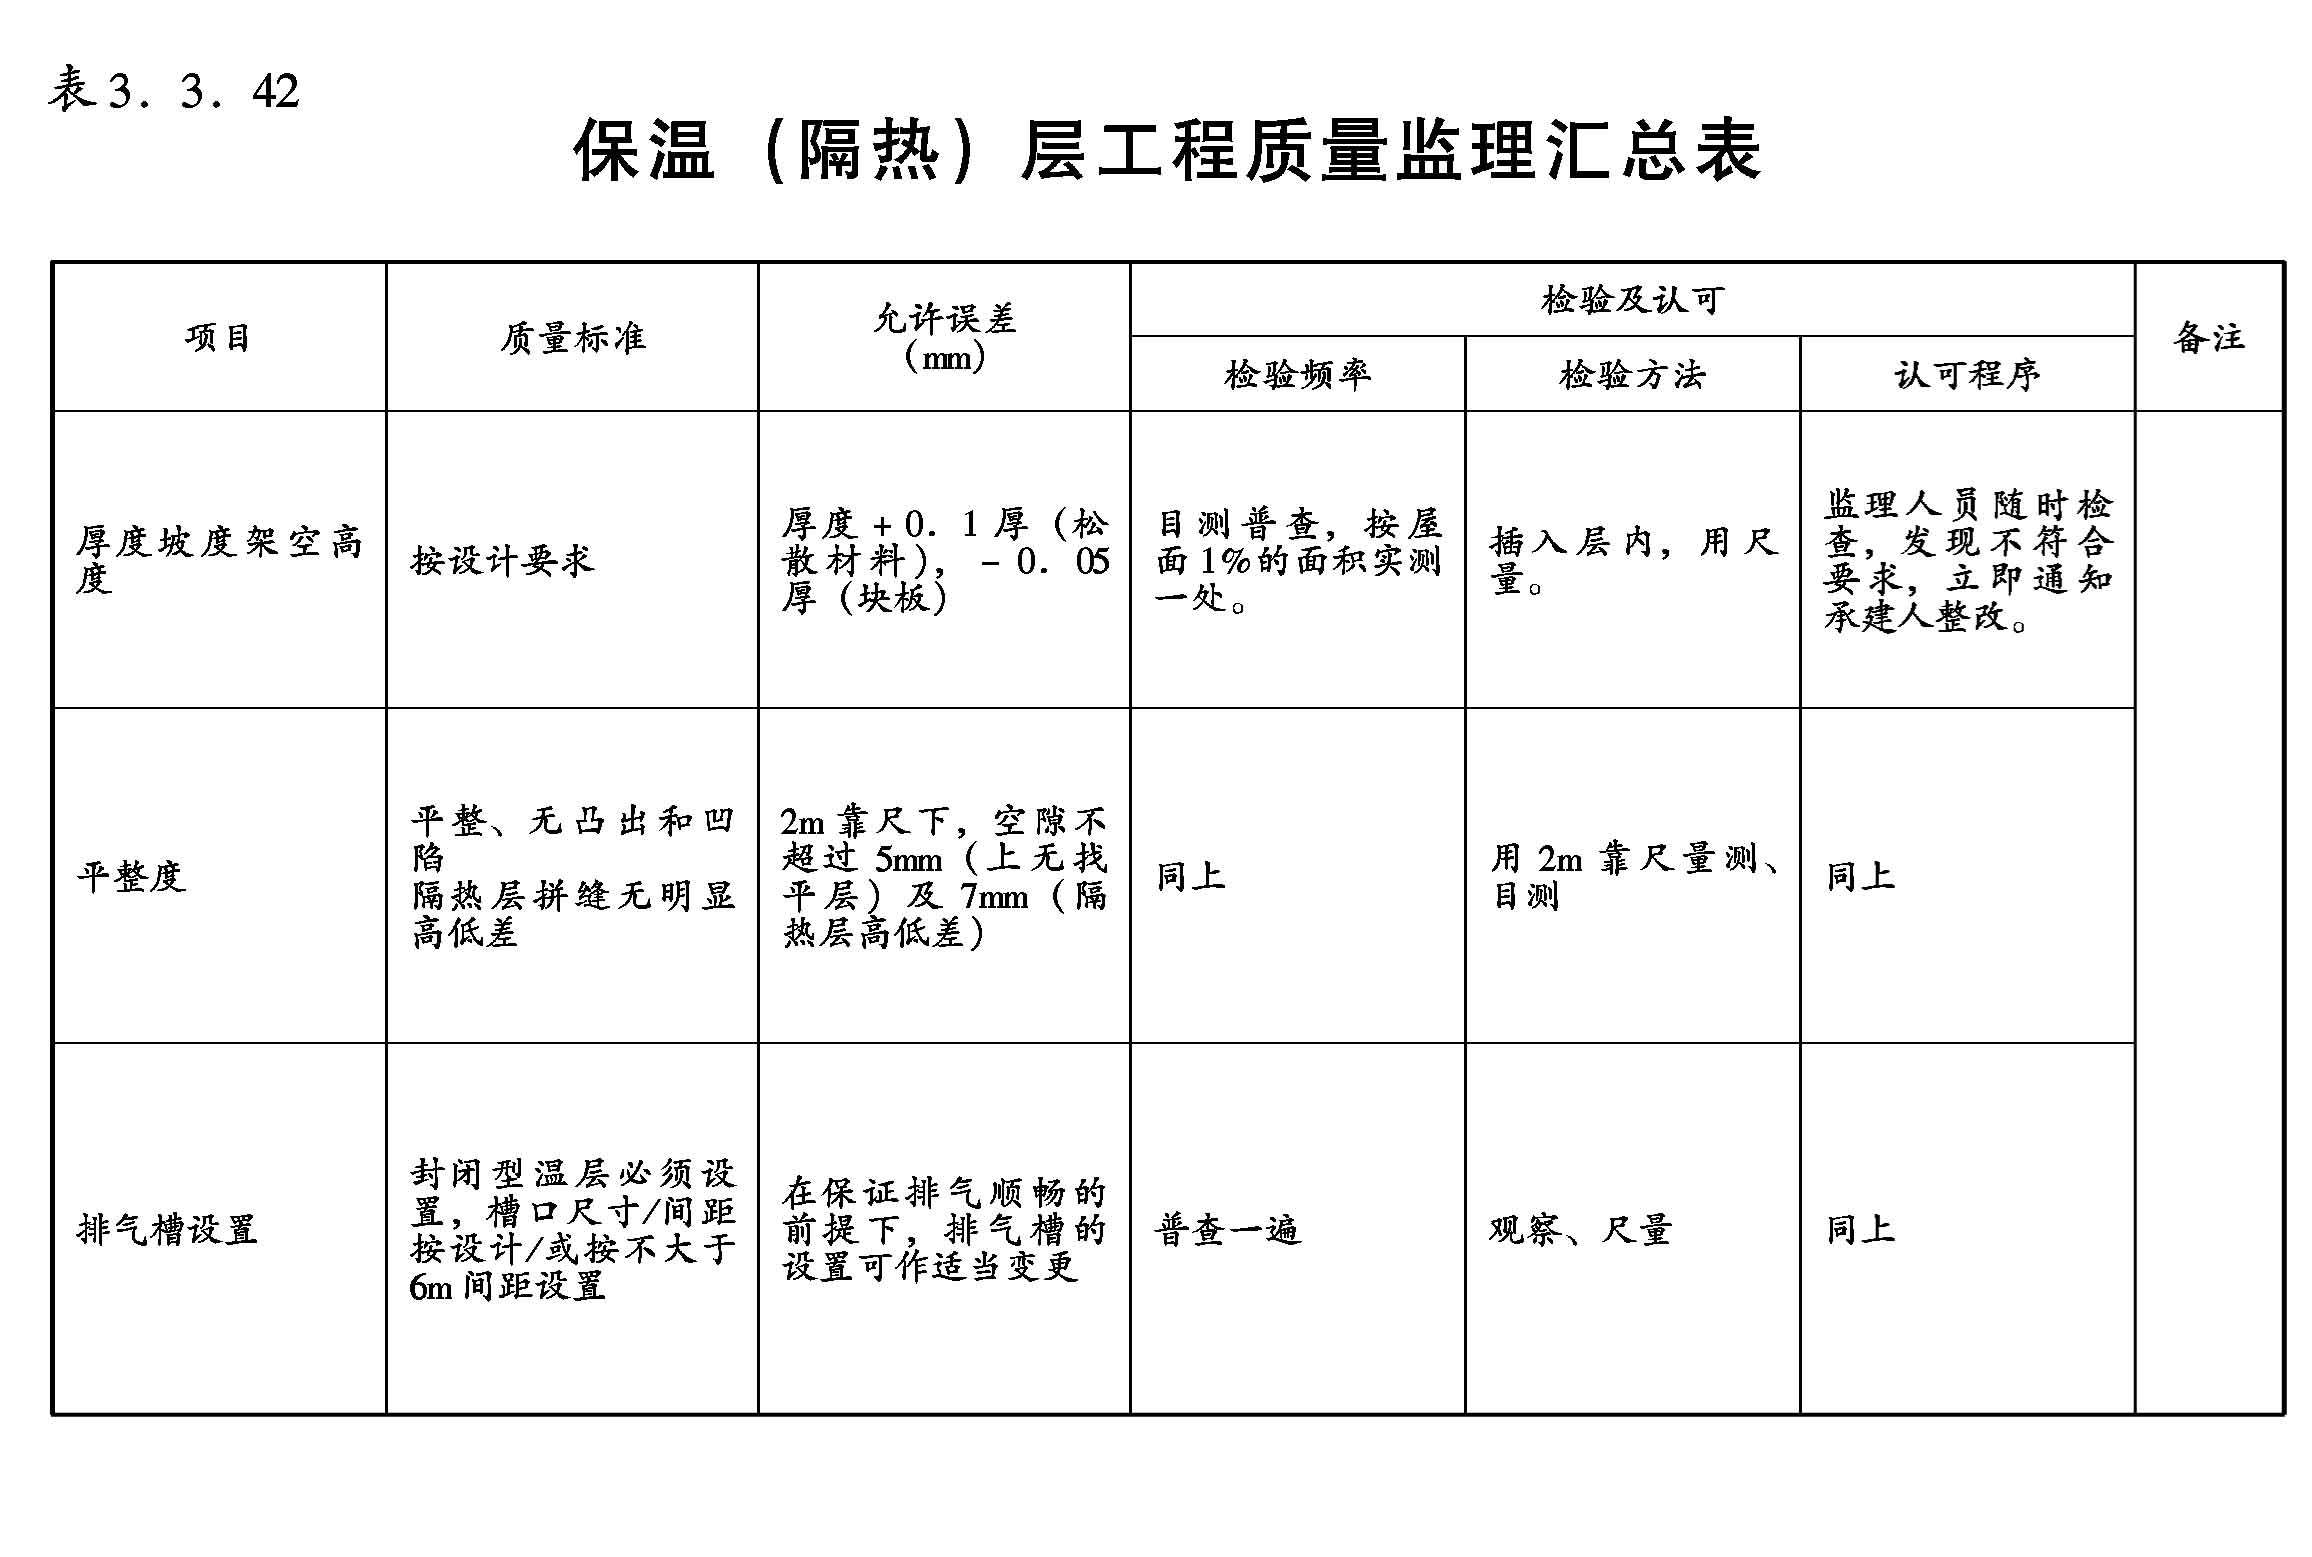 表3．3．42
保温（隔热）层工程质量监理汇总表
项目
质量标准
允许误差
（mm）
检验及认可
备注
检验频率
检验方法
认可程序
厚度坡度架空高
度
按设计要求
厚度+0．1厚（松
散材料），－0．05
厚（块板）
目测普查，按屋
面1%的面积实测
一处。
插入层内，用尺
量。
监理人员随时检
查，发现不符合
要求，立即通知
承建人整改。
平整度
平整、无凸出和凹
陷
隔热层拼缝无明显
高低差
2m靠尺下，空隙不
超过5mm（上无找
平层）及7mm（隔
热层高低差）
同上
用2m靠尺量测、
目测
同上
排气槽设置
封闭型温层必须设
置，槽口尺寸/间距
按设计/或按不大于
6m间距设置
在保证排气顺畅的
前提下，排气槽的
设置可作适当变更
普查一遍
观察、尺量
同上